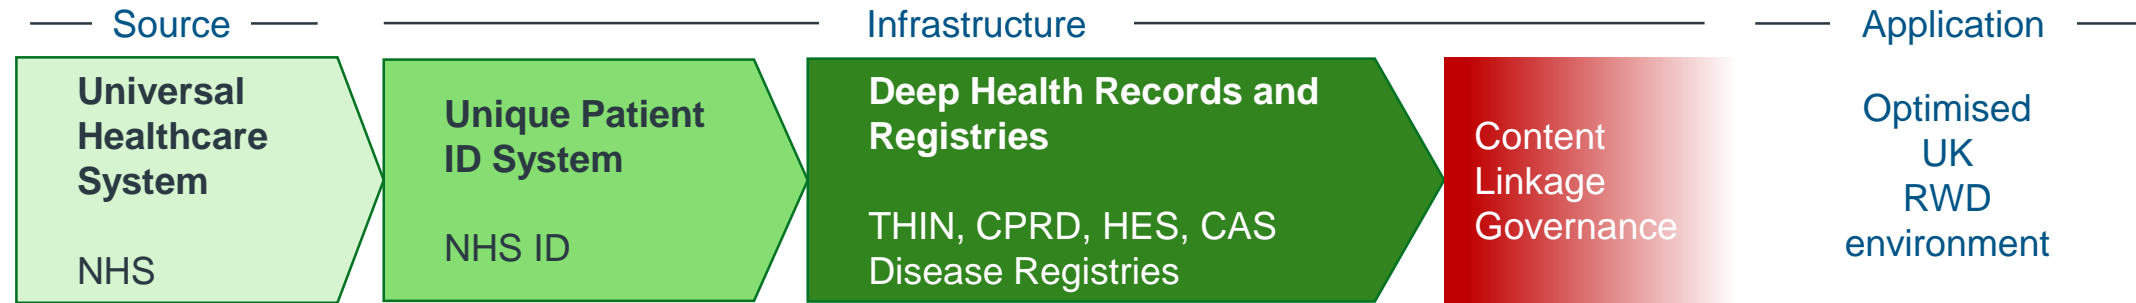 Source
Infrastructure
Application
Universal
Healthcare
System
NHS
Unique Patient
ID System
NHS ID
Deep Health Records and
Registries
THIN, CPRD, HES, CAS
Disease Registries
Content
Linkage
Governance
Optimised
UK
RWD
environment